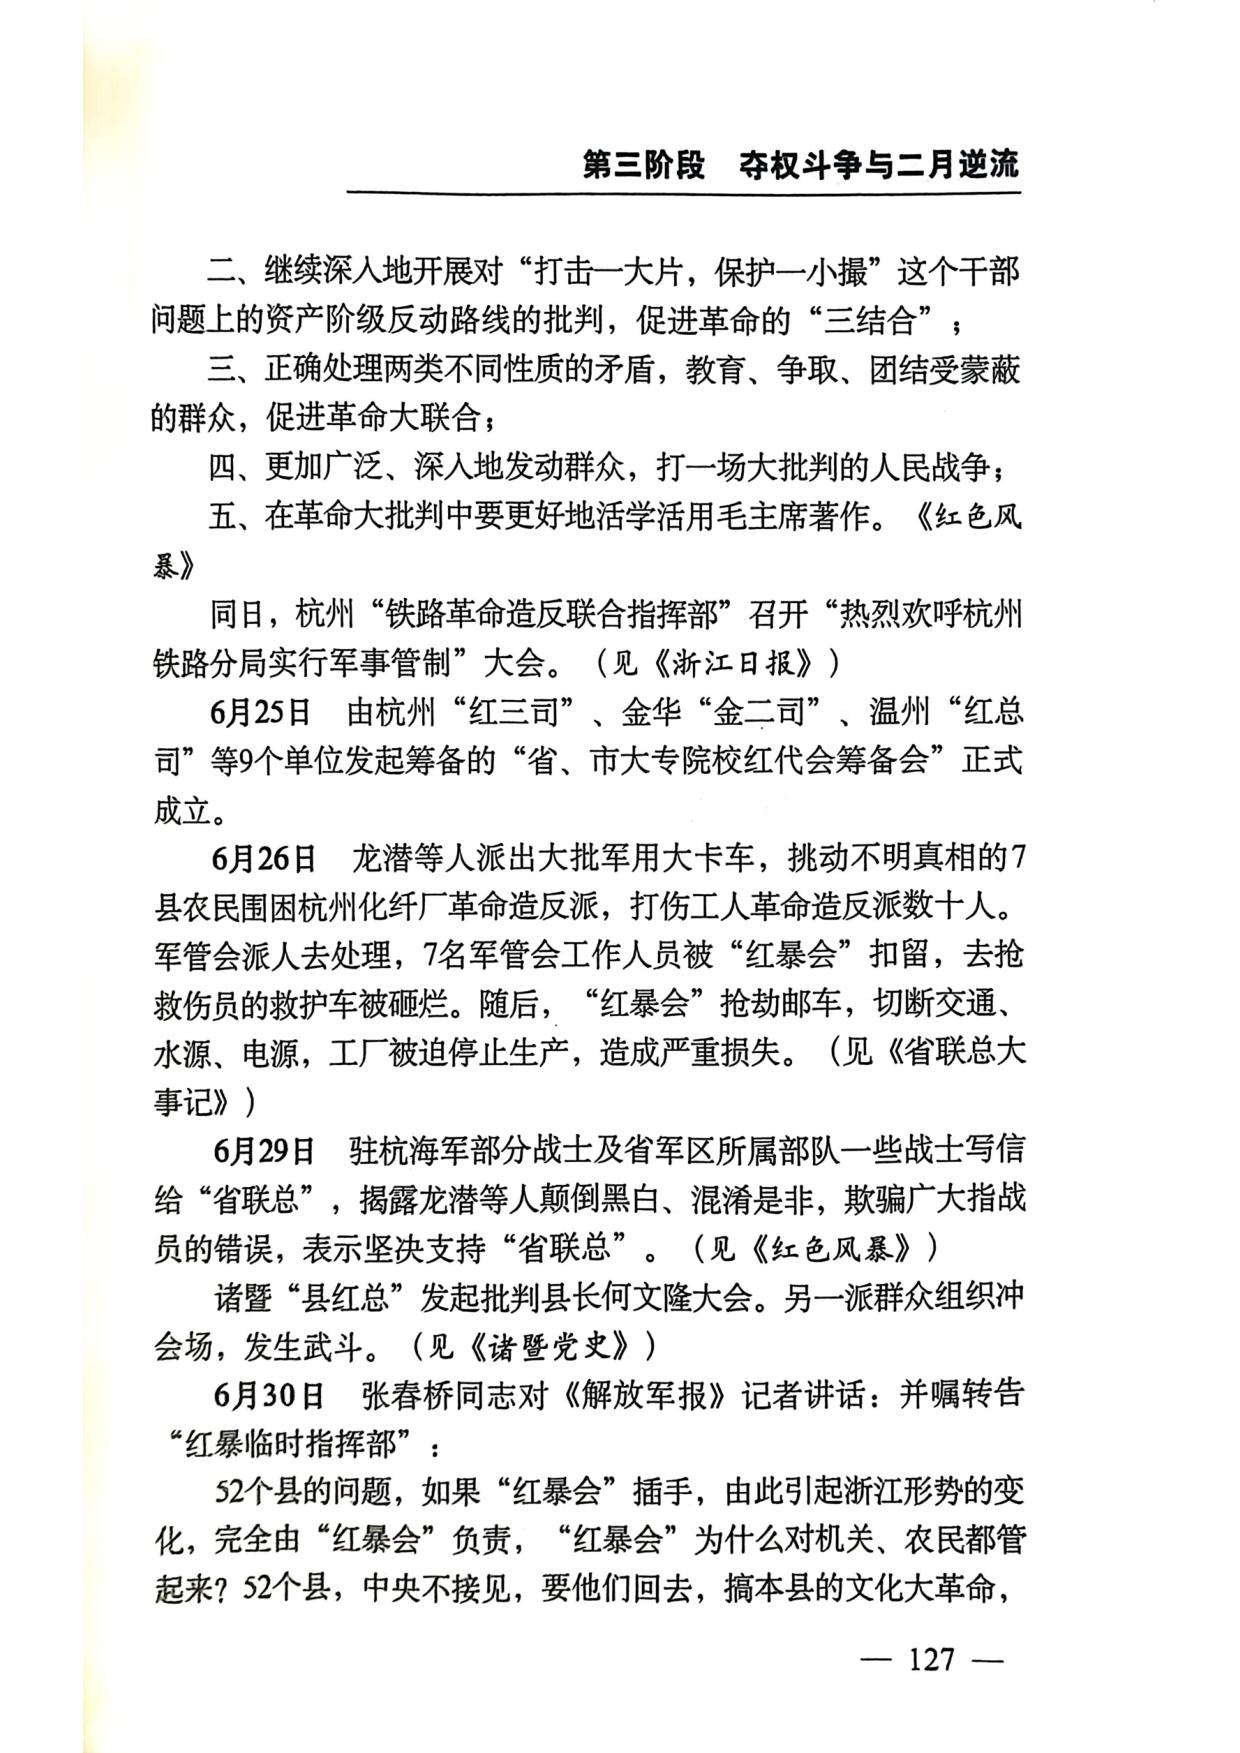 第三阶段　夺权斗争与二月逆流
二、继续深入地开展对“打击一大片，保护一小撮”这个干部
问题上的资产阶级反动路线的批判，促进革命的“三结合”；
三、正确处理两类不同性质的矛盾，教育、争取、团结受蒙蔽
的群众，促进革命大联合；
四、更加广泛、深入地发动群众，打一场大批判的人民战争；
五、在革命大批判中要更好地活学活用毛主席著作。《红色风
暴》
同日，杭州“铁路革命造反联合指挥部”召开“热烈欢呼杭州
铁路分局实行军事管制”大会。（见《浙江日报》）
6月25日　由杭州“红三司”、金华“金二司”、温州“红总
司”等9个单位发起筹备的“省、市大专院校红代会筹备会”正式
成立。
6月26日　龙潜等人派出大批军用大卡车，挑动不明真相的7
县农民围困杭州化纤厂革命造反派，打伤工人革命造反派数十人。
军管会派人去处理，7名军管会工作人员被“红暴会”扣留，去抢
救伤员的救护车被砸烂。随后，“红暴会”抢劫邮车，切断交通、
水源、电源，工厂被迫停止生产，造成严重损失。（见《省联总大
事记》）
6月29日　驻杭海军部分战士及省军区所属部队一些战士写信
给“省联总”，揭露龙潜等人颠倒黑白、混淆是非，欺骗广大指战
员的错误，表示坚决支持“省联总”。（见《红色风暴》）
诸暨“县红总”发起批判县长何文隆大会。另一派群众组织冲
会场，发生武斗。（见《诸暨党史》）
6月30日　张春桥同志对《解放军报》记者讲话：并嘱转告
“红暴临时指挥部”：
52个县的问题，如果“红暴会”插手，由此引起浙江形势的变
化，完全由“红暴会”负责，“红暴会”为什么对机关、农民都管
起来？52个县，中央不接见，要他们回去，搞本县的文化大革命，
— 127 —